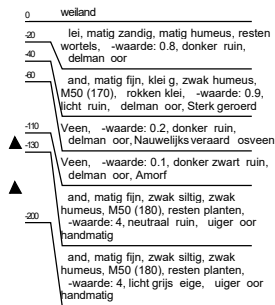 0 weiland
-20 lei, matig zandig, matig humeus, resten
wortels, -waarde: 0.8, donker ruin,
-40 delman oor
-60 and, matig fijn, klei g, zwak humeus,
M50 (170), rokken klei, -waarde: 0.9,
licht ruin, delman oor, Sterk geroerd
-110 Veen, -waarde: 0.2, donker ruin,
delman oor, Nauwelijks veraard osveen
-130 Veen, -waarde: 0.1, donker zwart ruin,
delman oor, Amorf
and, matig fijn, zwak siltig, zwak
humeus, M50 (180), resten planten,
-200 -waarde: 4, neutraal ruin, uiger oor
handmatig
and, matig fijn, zwak siltig, zwak
humeus, M50 (180), resten planten,
-waarde: 4, licht grijs eige, uiger oor
handmatig